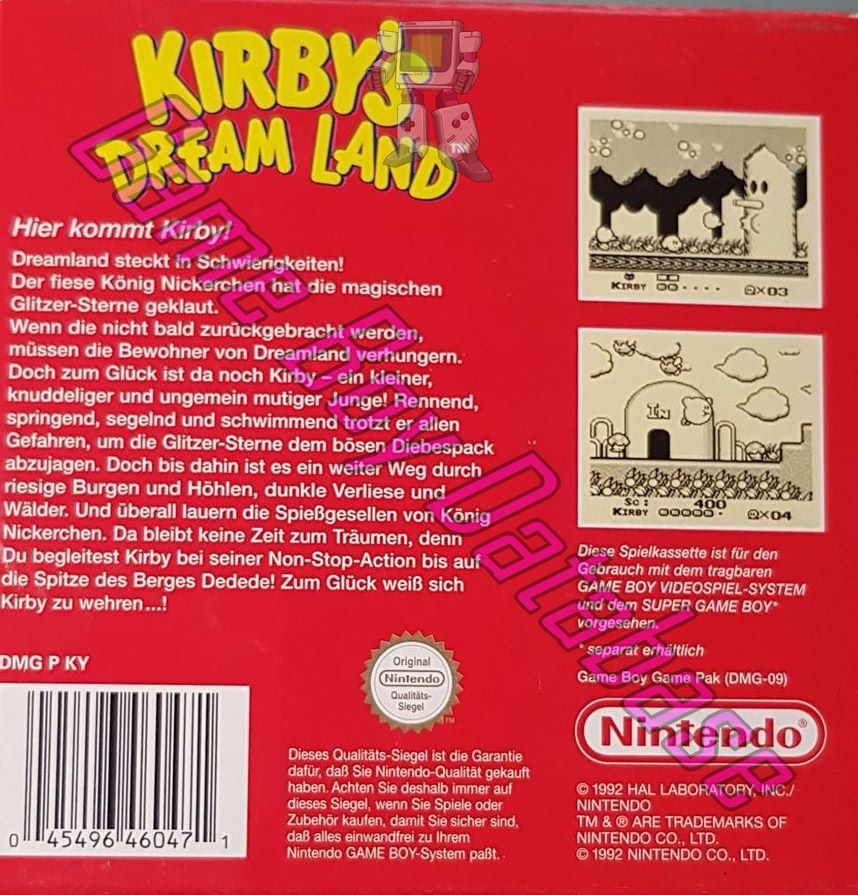 KIRBY'S
DREAM LAND
TM
Hier kommt Kirby!
Dreamland steckt in Schwierigkeiten!
Der fiese König Nickerchen hat die magischen
Glitzer-Sterne geklaut.
Wenn die nicht bald zurückgebracht werden,
müssen die Bewohner von Dreamland verhungern.
Doch zum Glück ist da noch Kirby – ein kleiner,
knuddeliger und ungemein mutiger Junge! Rennend,
springend, segelnd und schwimmend trotzt er allen
Gefahren, um die Glitzer-Sterne dem bösen Diebespack
abzujagen. Doch bis dahin ist es ein weiter Weg durch
riesige Burgen und Höhlen, dunkle Verliese und
Wälder. Und überall lauern die Spießgesellen von König
Nickerchen. Da bleibt keine Zeit zum Träumen, denn
Du begleitest Kirby bei seiner Non-Stop-Action bis auf
die Spitze des Berges Dedede! Zum Glück weiß sich
Kirby zu wehren...!
KIRBY ×03
IN
Sc: 400
KIRBY ×04
Diese Spielkassette ist für den
Gebrauch mit dem tragbaren
GAME BOY VIDEOSPIEL-SYSTEM
und dem SUPER GAME BOY*
vorgesehen.
* separat erhältlich
Game Boy Game Pak (DMG-09)
Nintendo®
© 1992 HAL LABORATORY, INC./
NINTENDO
TM & ® ARE TRADEMARKS OF
NINTENDO CO., LTD.
© 1992 NINTENDO CO., LTD.
DMG P KY
0 45496 46047 1
Original
Nintendo
Qualitäts-
Siegel
TM
Dieses Qualitäts-Siegel ist die Garantie
dafür, daß Sie Nintendo-Qualität gekauft
haben. Achten Sie deshalb immer auf
dieses Siegel, wenn Sie Spiele oder
Zubehör kaufen, damit Sie sicher sind,
daß alles einwandfrei zu Ihrem
Nintendo GAME BOY-System paßt.
Game Boy Database